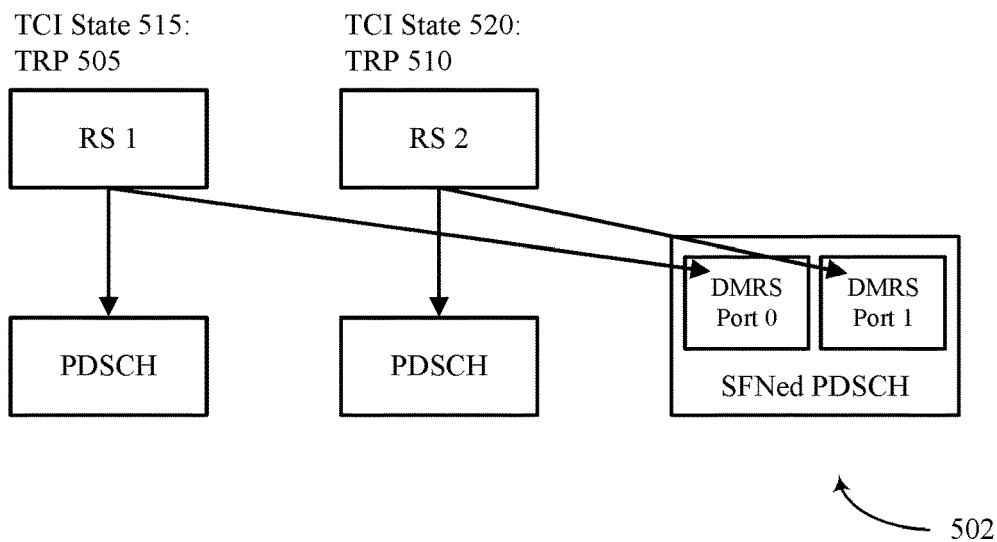 TCI State 515:
TRP 505
TCI State 520:
TRP 510
RS 1
RS 2
DMRS
Port 0
DMRS
Port 1
PDSCH
PDSCH
SFNed PDSCH
502